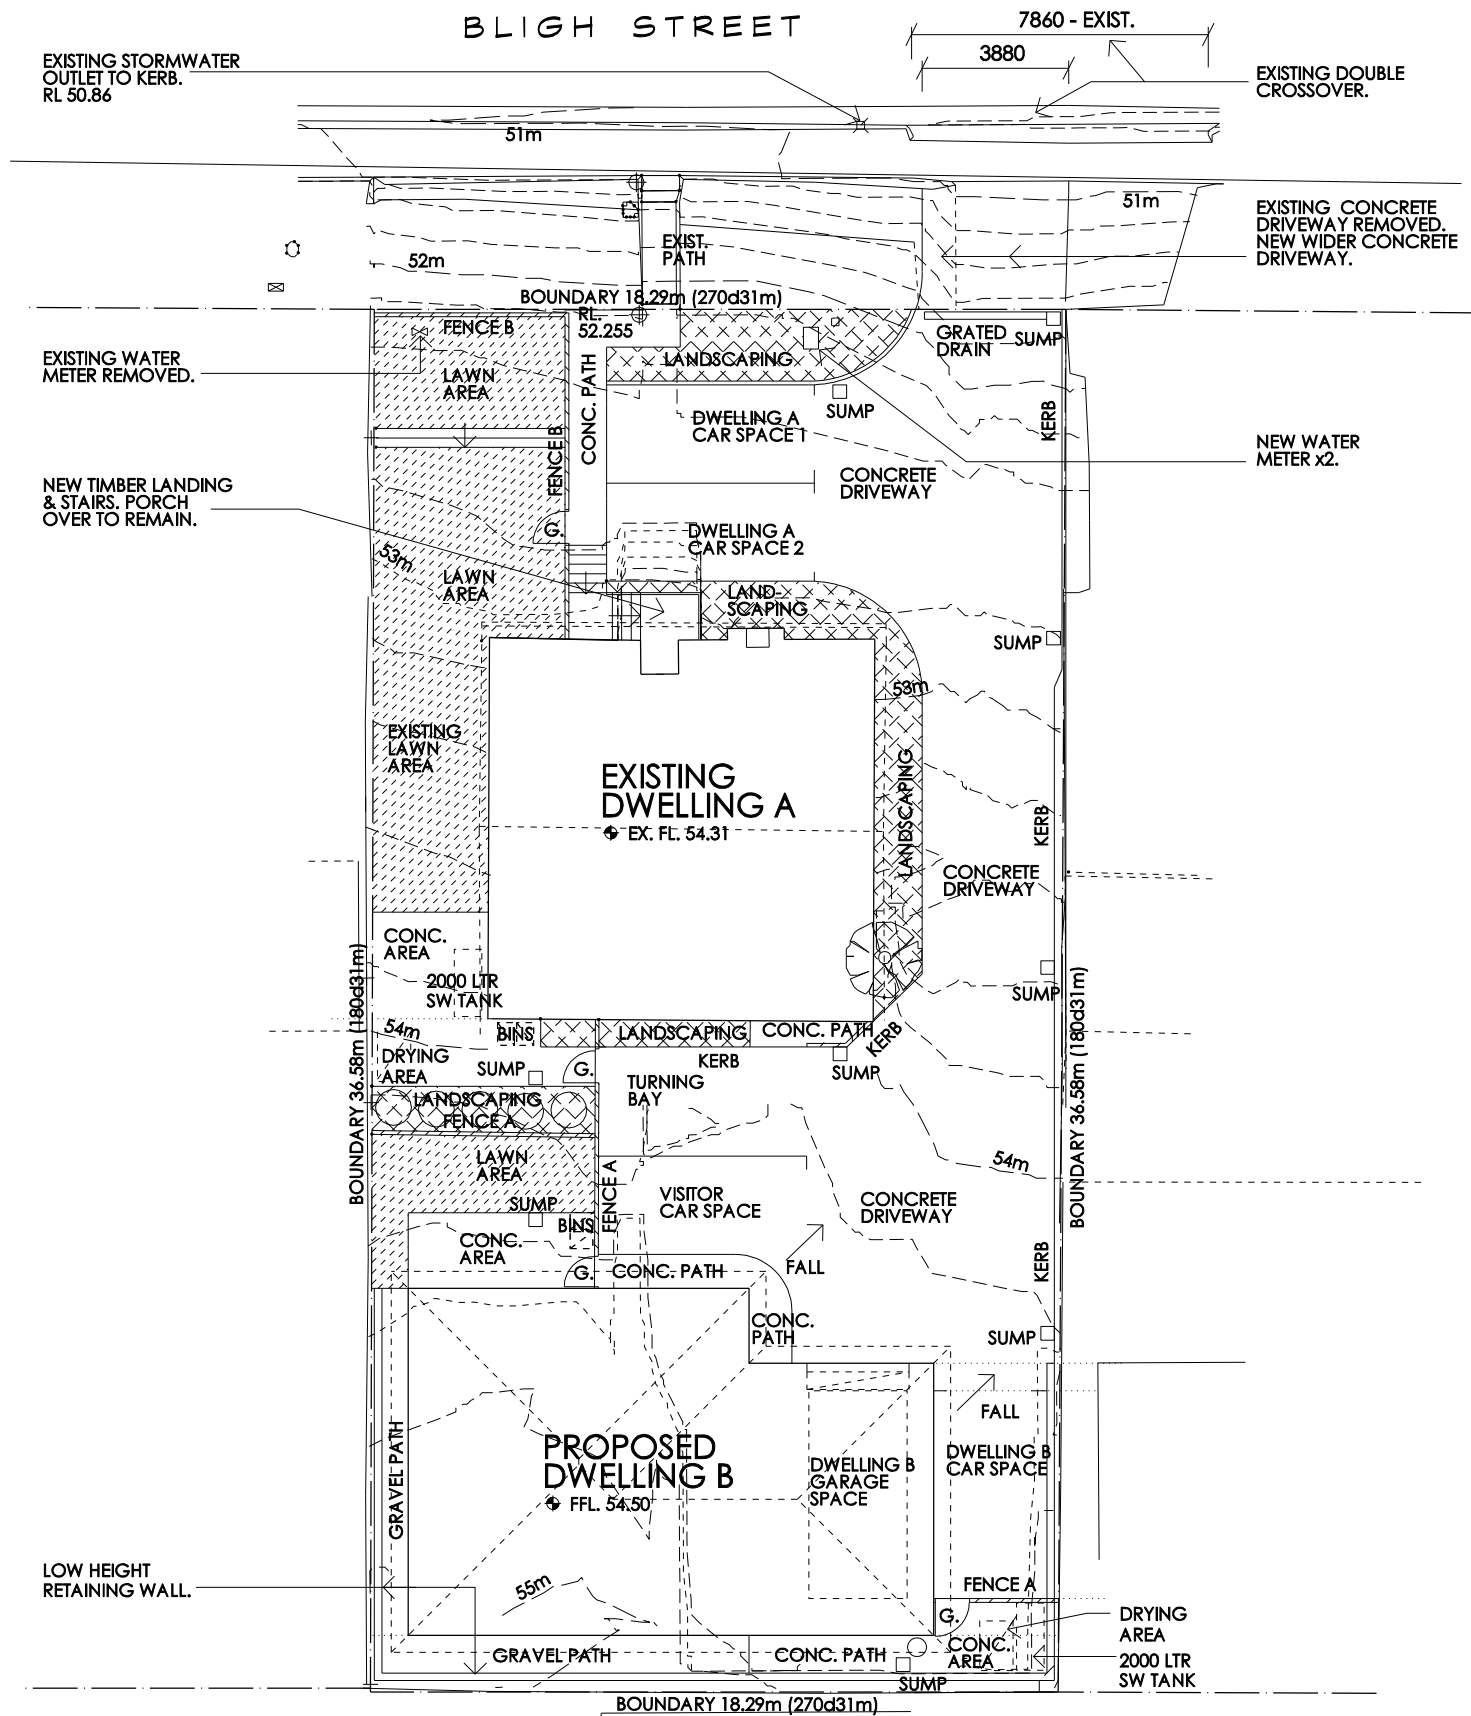 BLIGH STREET
7860 - EXIST.
3880
EXISTING STORMWATER
OUTLET TO KERB.
RL 50.86
EXISTING DOUBLE
CROSSOVER.
51m
51m
EXISTING CONCRETE
DRIVEWAY REMOVED.
NEW WIDER CONCRETE
DRIVEWAY.
EXIST.
PATH
52m
BOUNDARY 18.29m (270d31m)
RL.
52.255
FENCE B
GRATED
DRAIN
SUMP
EXISTING WATER
METER REMOVED.
LAWN
AREA
CONC. PATH
LANDSCAPING
SUMP
KERB
DWELLING A
CAR SPACE 1
NEW WATER
METER x2.
FENCE B
CONCRETE
DRIVEWAY
NEW TIMBER LANDING
& STAIRS. PORCH
OVER TO REMAIN.
G.
DWELLING A
CAR SPACE 2
53m
LAWN
AREA
LAND-
SCAPING
SUMP
53m
EXISTING
LAWN
AREA
EXISTING
DWELLING A
EX. FL. 54.31
LANDSCAPING
KERB
CONCRETE
DRIVEWAY
CONC.
AREA
2000 LTR
SW TANK
SUMP
BOUNDARY 36.58m (180d31m)
BOUNDARY 36.58m (180d31m)
54m
BINS
LANDSCAPING
CONC. PATH
KERB
DRYING
AREA
SUMP
G.
KERB
SUMP
TURNING
BAY
LANDSCAPING
FENCE A
LAWN
AREA
54m
FENCE A
VISITOR
CAR SPACE
CONCRETE
DRIVEWAY
SUMP
BINS
CONC.
AREA
KERB
G.
CONC. PATH
FALL
CONC.
PATH
SUMP
FALL
GRAVEL PATH
PROPOSED
DWELLING B
FFL. 54.50
DWELLING B
GARAGE
SPACE
DWELLING B
CAR SPACE
LOW HEIGHT
RETAINING WALL.
55m
FENCE A
G.
DRYING
AREA
GRAVEL PATH
CONC. PATH
CONC.
AREA
2000 LTR
SW TANK
SUMP
BOUNDARY 18.29m (270d31m)